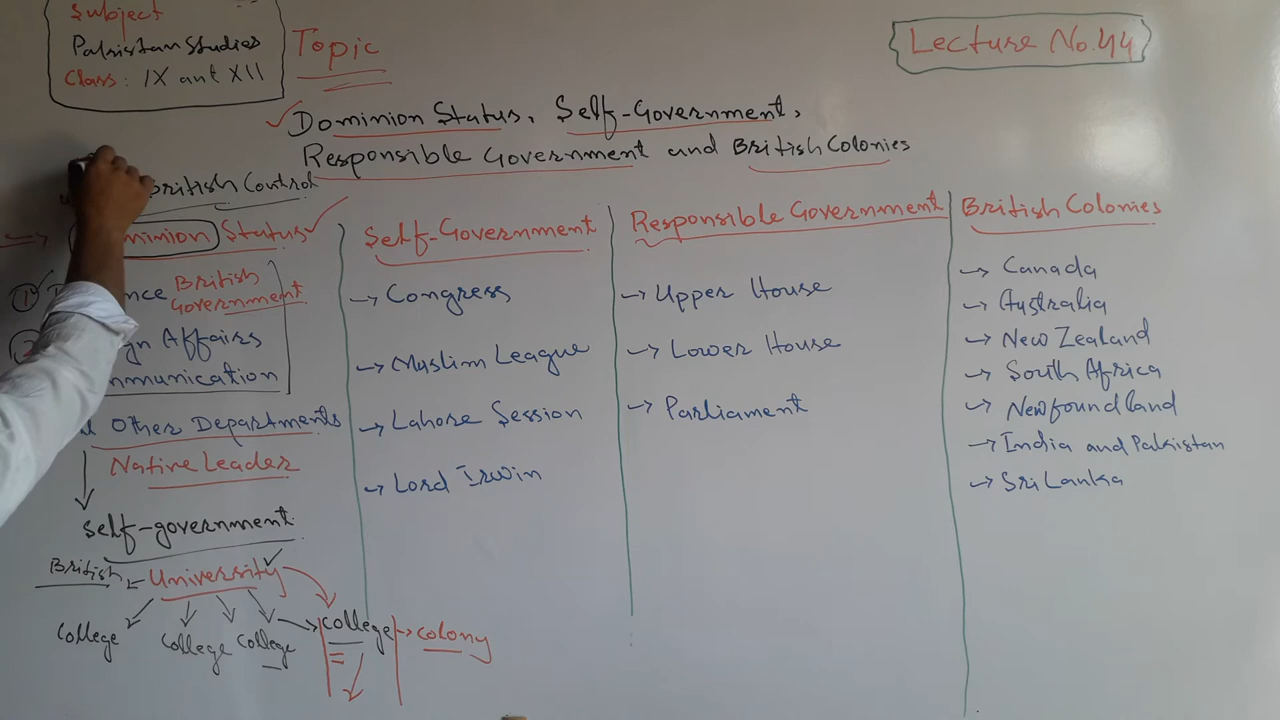 Subject
Pakistan Studies
Class: IX ant XII
Topic
Lecture No.44
Dominion Status, Self-Government,
Responsible Government and British Colonies
British Control
Status
① British
Government
② Affairs
Other Departments
Native Leader
Self-government
British University
College College College College → Colony
Self-Government
→ Congress
→ Muslim League
→ Lahore Session
→ Lord Irwin
Responsible Government
→ Upper House
→ Lower House
→ Parliament
British Colonies
→ Canada
→ Australia
→ New Zealand
→ South Africa
→ Newfoundland
→ India and Pakistan
→ Sri Lanka